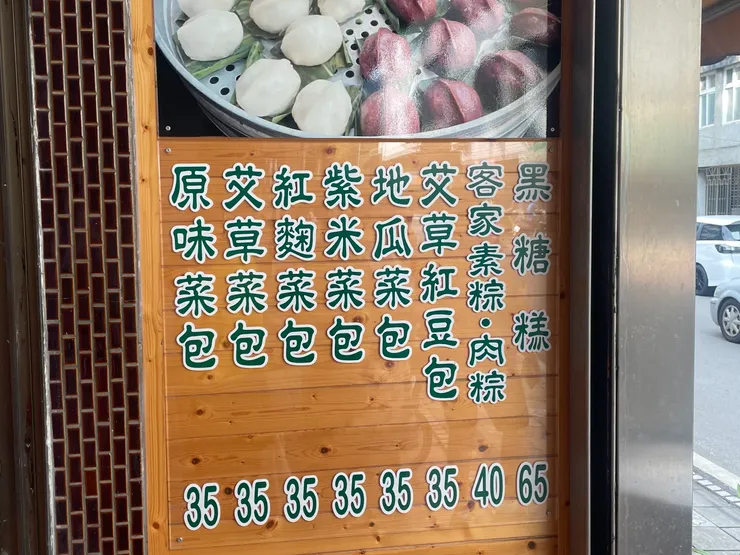 黑糖糕 65
客家素粽·肉粽 40
艾草紅豆包 35
地瓜菜包 35
紫米菜包 35
紅麴菜包 35
艾草菜包 35
原味菜包 35